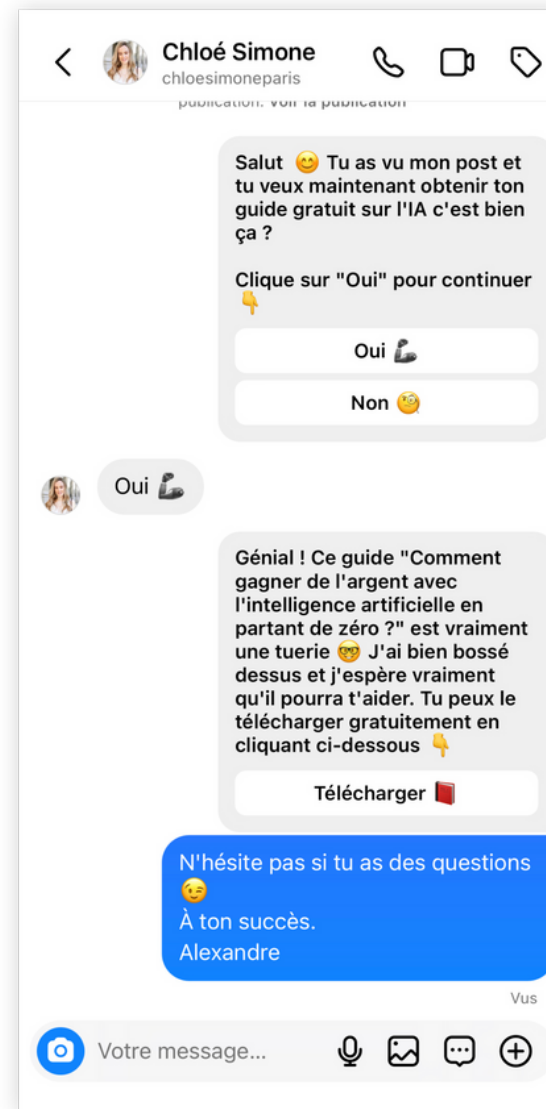 Chloé Simone
chloesimoneparis
publication. Voir la publication
Salut 😊 Tu as vu mon post et
tu veux maintenant obtenir ton
guide gratuit sur l'IA c'est bien
ça ?
Clique sur "Oui" pour continuer
👇
Oui 🦾
Non 🧐
Oui 🦾
Génial ! Ce guide "Comment
gagner de l'argent avec
l'intelligence artificielle en
partant de zéro ?" est vraiment
une tuerie 🤓 J'ai bien bossé
dessus et j'espère vraiment
qu'il pourra t'aider. Tu peux le
télécharger gratuitement en
cliquant ci-dessous 👇
Télécharger 📕
N'hésite pas si tu as des questions
😉
À ton succès.
Alexandre
Vus
Votre message...